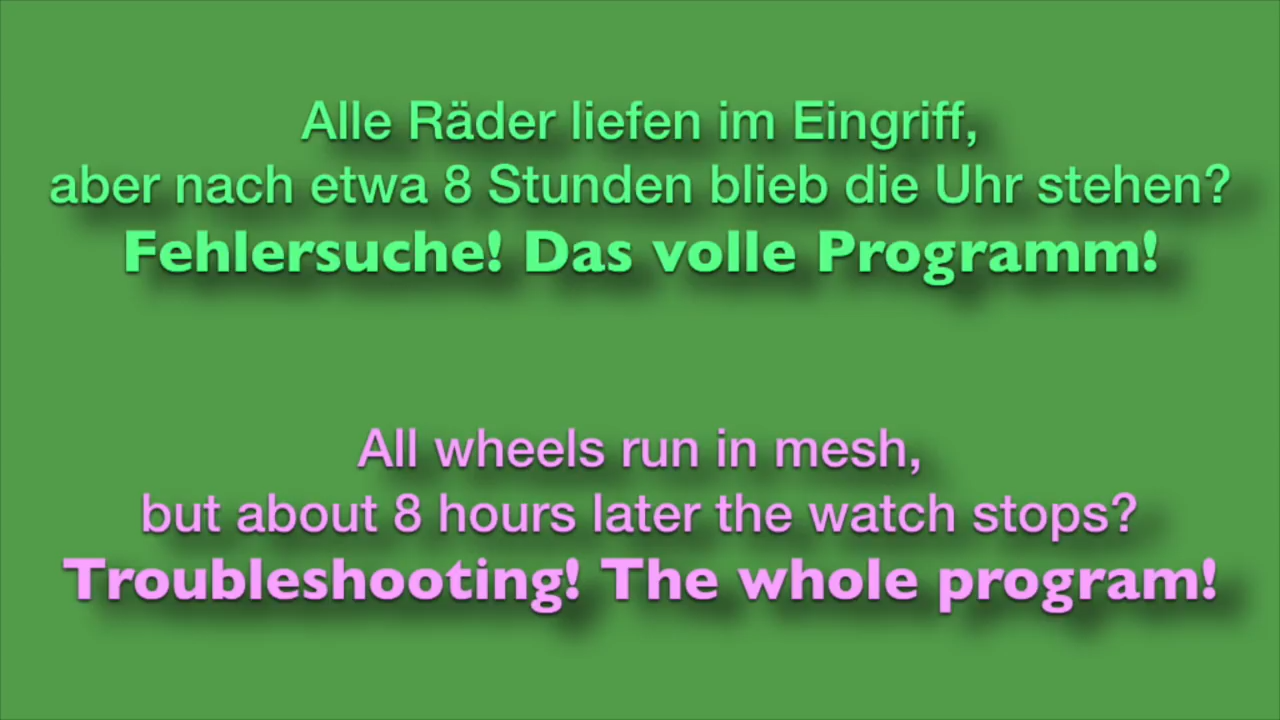 Alle Räder liefen im Eingriff,
aber nach etwa 8 Stunden blieb die Uhr stehen?
Fehlersuche! Das volle Programm!
All wheels run in mesh,
but about 8 hours later the watch stops?
Troubleshooting! The whole program!